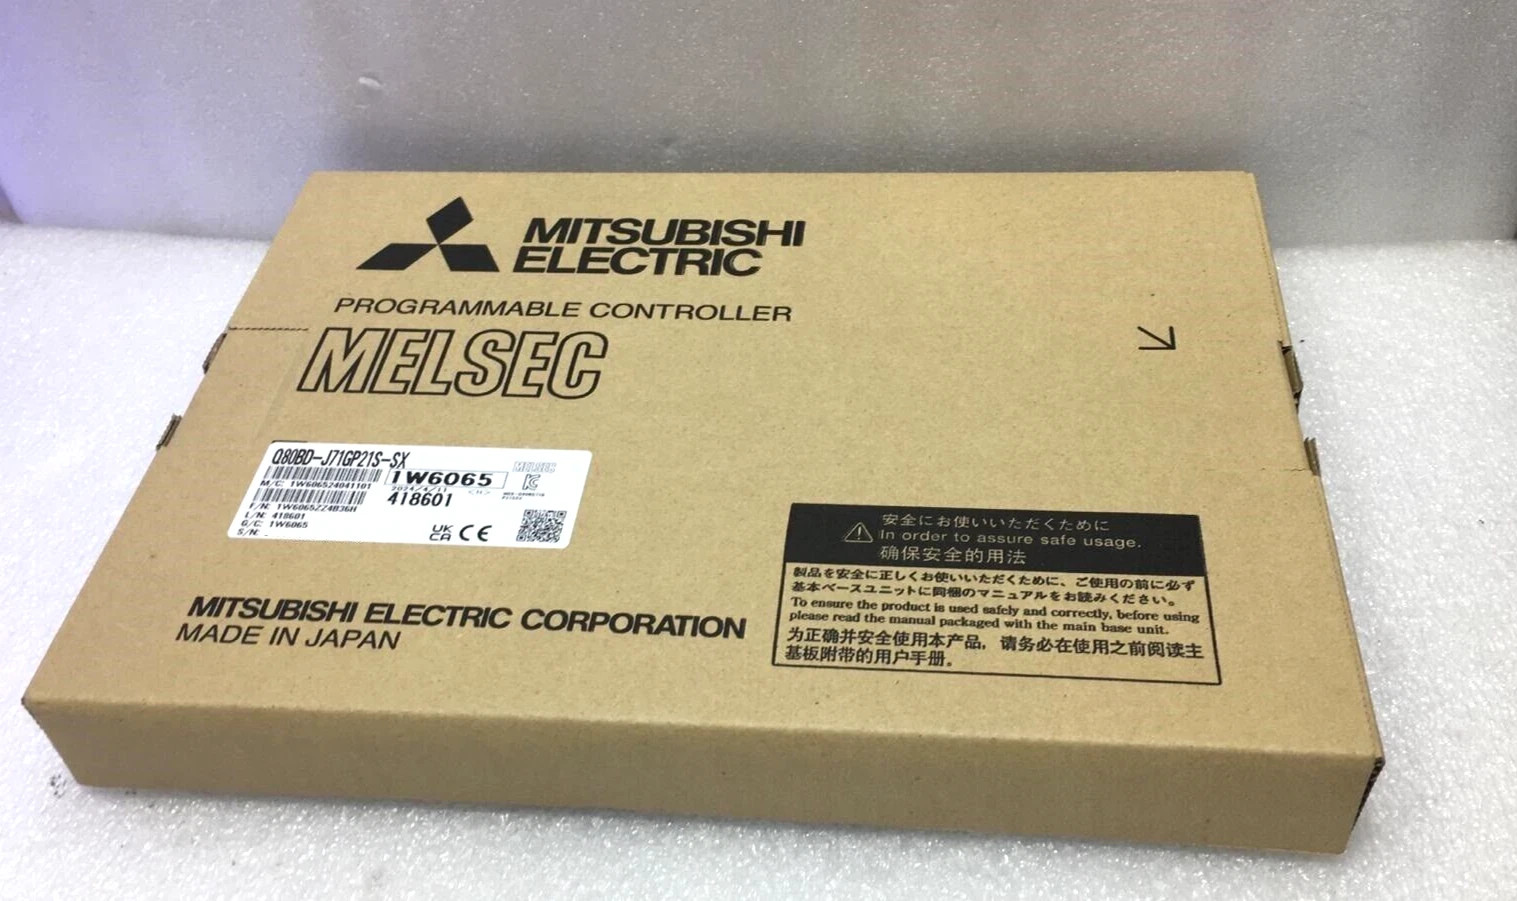 MITSUBISHI
ELECTRIC
PROGRAMMABLE CONTROLLER
MELSEC
Q80BD-J71GP21S-SX
MELSEC
1W6065
M/C: 1W606524041101
2024/4/11
418601
F/N: 1W6065ZZ4B36H
L/N: 418601
G/C: 1W6065
S/N: -
UK
CA CE
MITSUBISHI ELECTRIC CORPORATION
MADE IN JAPAN
安全にお使いいただくために
In order to assure safe usage.
确保安全的用法
製品を安全に正しくお使いいただくために、ご使用の前に必ず
基本ベースユニットに同梱のマニュアルをお読みください。
To ensure the product is used safely and correctly, before using
please read the manual packaged with the main base unit.
为正确并安全使用本产品，请务必在使用之前阅读主
基板附带的用户手册。